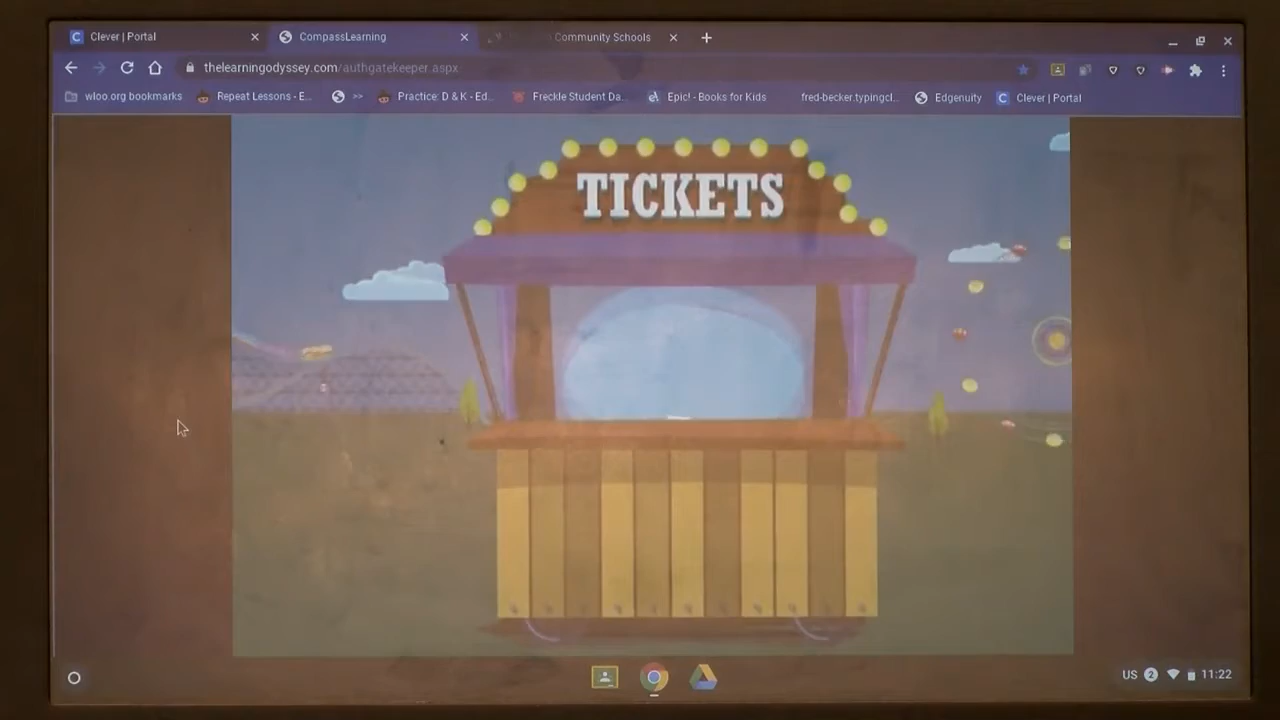 Clever | Portal
CompassLearning
Community Schools
thelearningodyssey.com/authgatekeeper.aspx
wloo.org bookmarks
Repeat Lessons - E...
>>
Practice: D & K - Ed...
Freckle Student Da...
Epic! - Books for Kids
fred-becker.typingcl...
Edgenuity
Clever | Portal
TICKETS
US 2 11:22